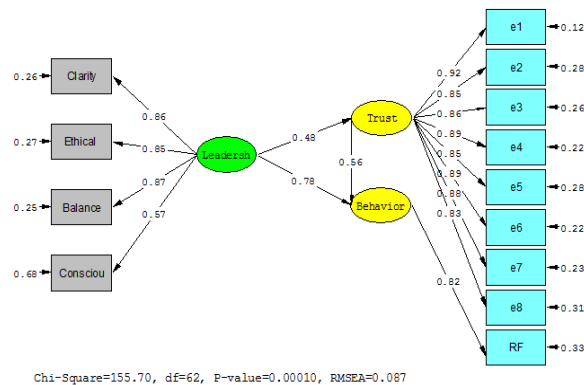 e1
0.12
0.26
Clarity
e2
0.28
0.92
0.85
0.86
Trust
0.86
e3
0.26
0.27
Ethical
0.85
Leadersh
0.48
0.89
e4
0.22
0.85
0.56
0.89
e5
0.28
0.25
Balance
0.87
0.78
0.88
0.83
e6
0.22
Behavior
0.57
e7
0.23
0.68
Consciou
0.82
e8
0.31
RF
0.33
Chi-Square=155.70, df=62, P-value=0.00010, RMSEA=0.087